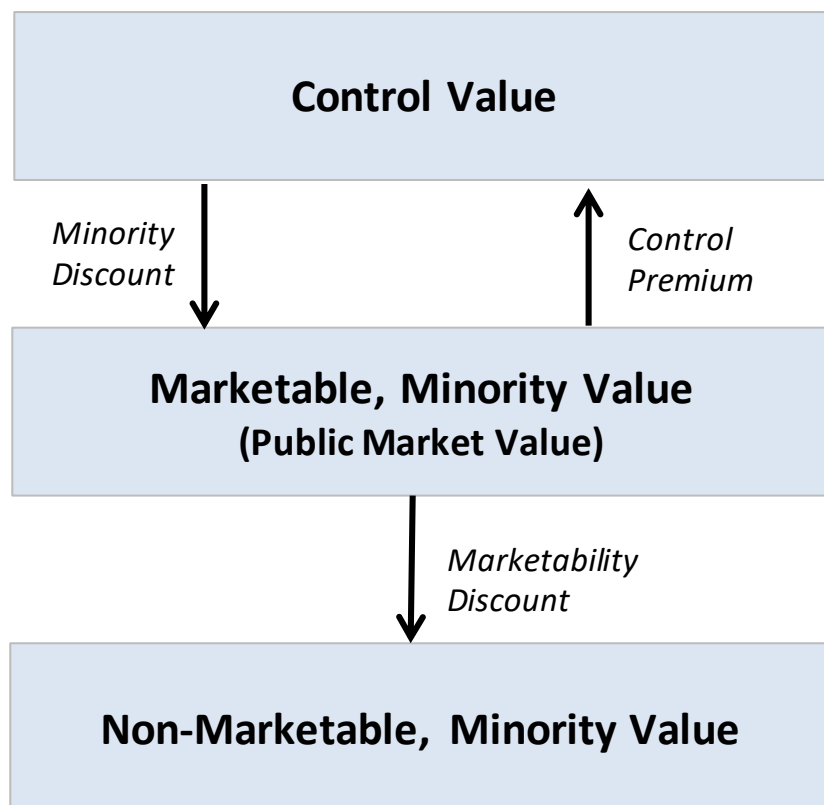 Control Value
Minority
Discount
Control
Premium
Marketable, Minority Value
(Public Market Value)
Marketability
Discount
Non-Marketable, Minority Value